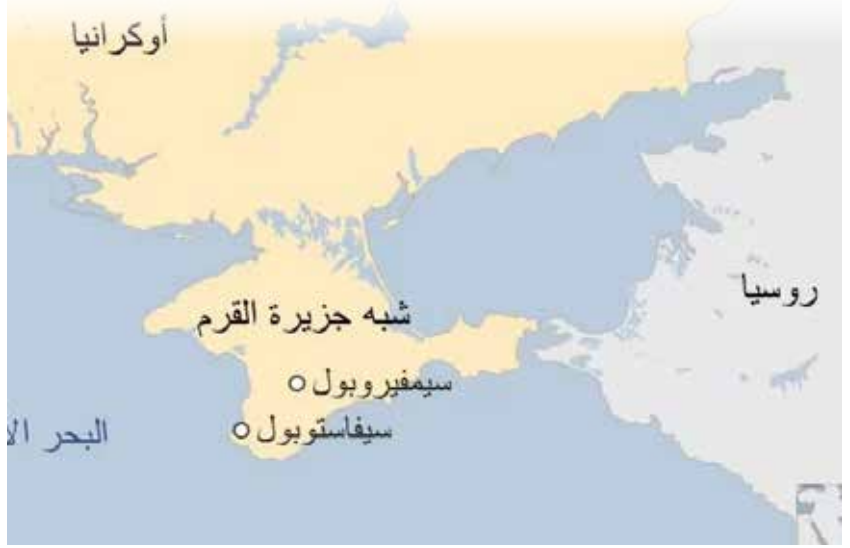 أوكرانيا
روسيا
شبه جزيرة القرم
سيمفيروبول
سيفاستوبول
البحر